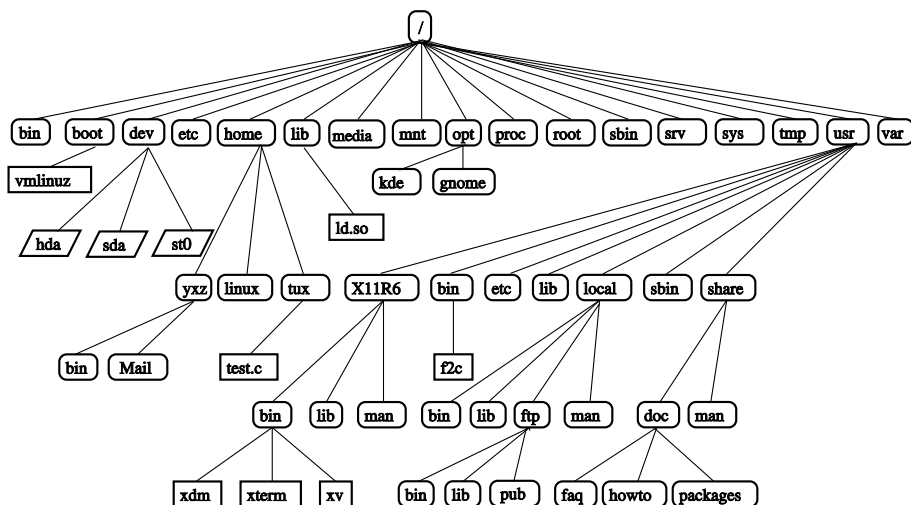 /
bin boot dev etc home lib media mnt opt proc root sbin srv sys tmp usr var
vmlinuz kde gnome
hda sda st0 ld.so
yxz linux tux X11R6 bin etc lib local sbin share
bin Mail test.c f2c
bin lib man bin lib ftp man doc man
xdm xterm xv bin lib pub faq howto packages